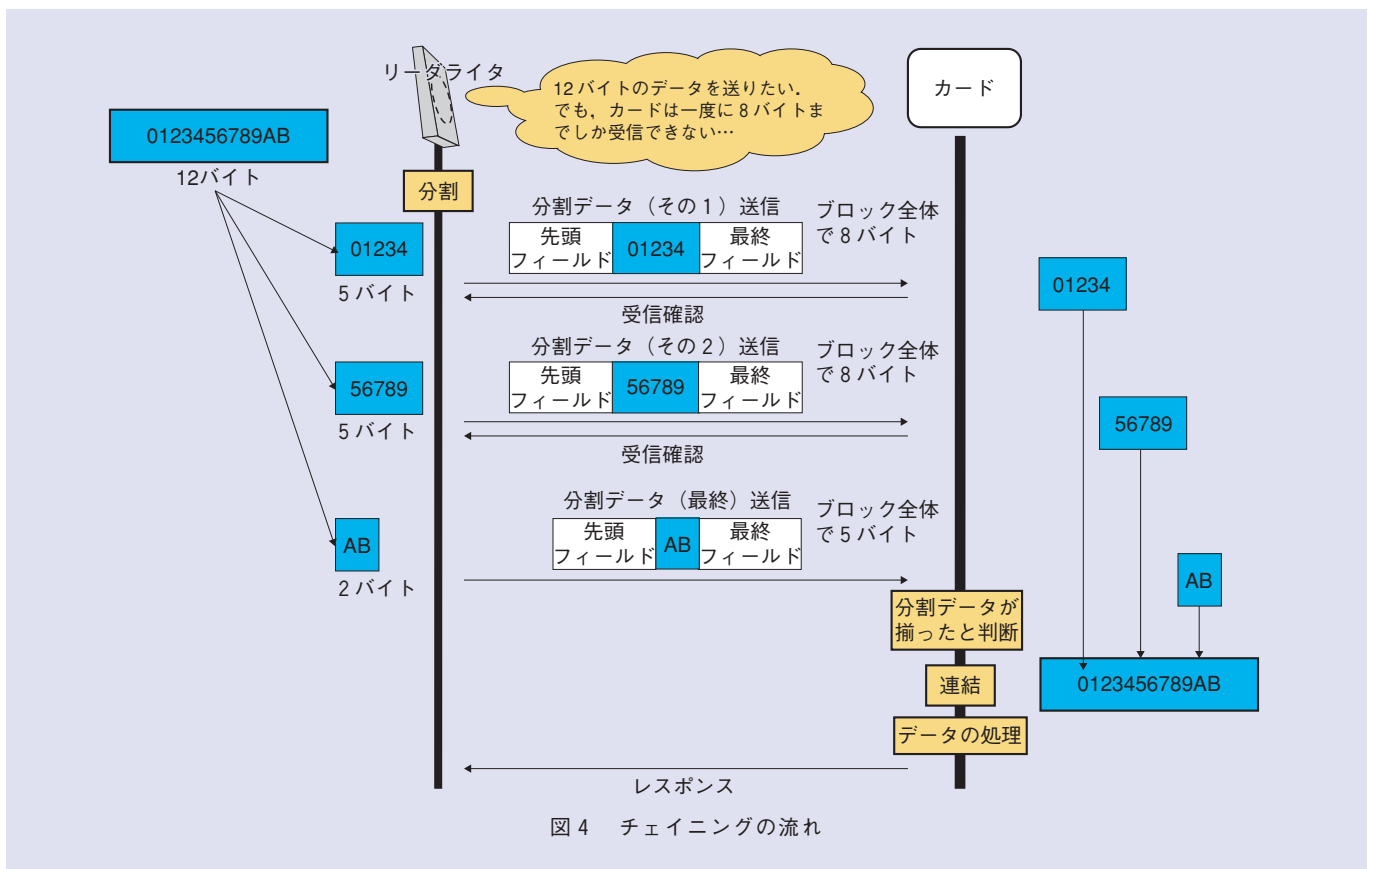 リーダライタ
12バイトのデータを送りたい．
でも，カードは一度に8バイトま
でしか受信できない…
カード
0123456789AB
12バイト
分割
分割データ（その1）送信
ブロック全体
で8バイト
先頭
フィールド
01234
最終
フィールド
01234
5バイト
受信確認
01234
分割データ（その2）送信
ブロック全体
で8バイト
先頭
フィールド
56789
最終
フィールド
56789
5バイト
受信確認
56789
分割データ（最終）送信
ブロック全体
で5バイト
先頭
フィールド
AB
最終
フィールド
AB
2バイト
AB
分割データが
揃ったと判断
連結
0123456789AB
データの処理
レスポンス
図4　チェイニングの流れ